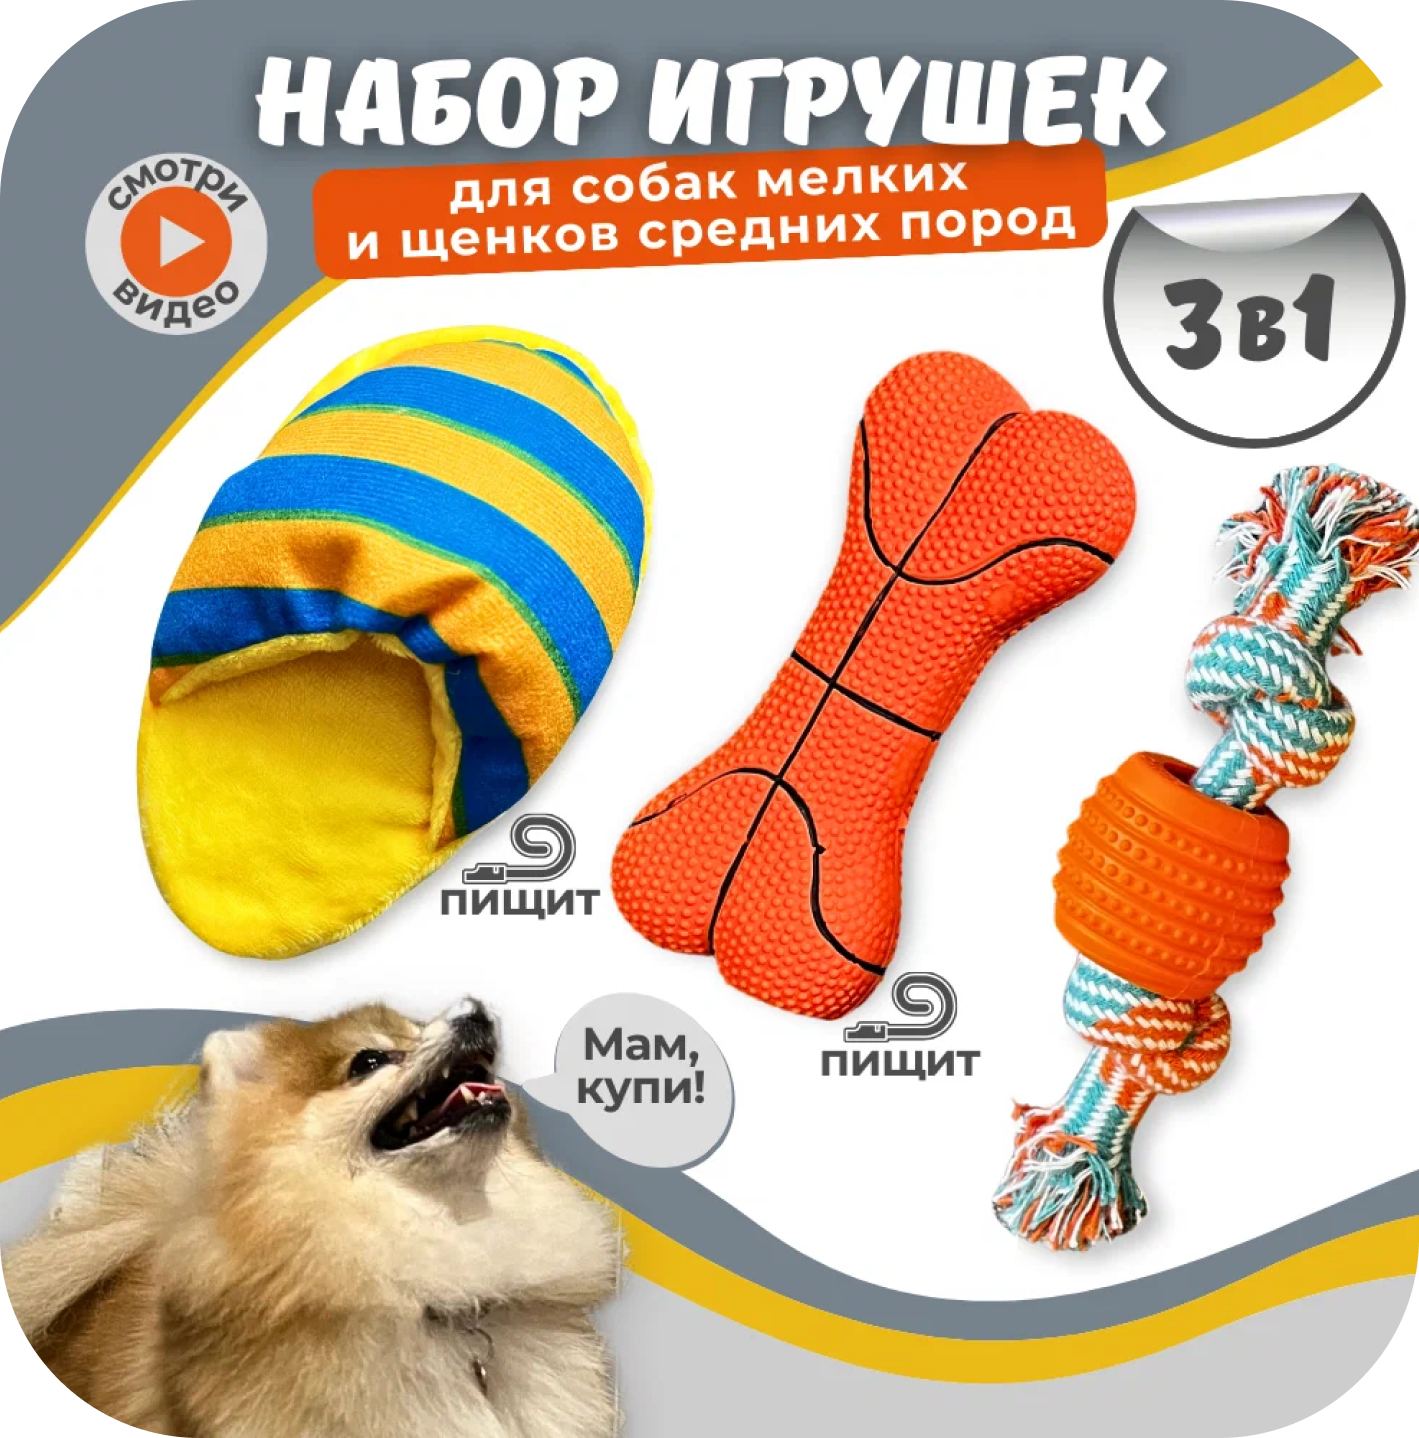 НАБОР ИГРУШЕК
для собак мелких
и щенков средних пород
смотри
видео
3в1
пищит
пищит
Мам,
купи!